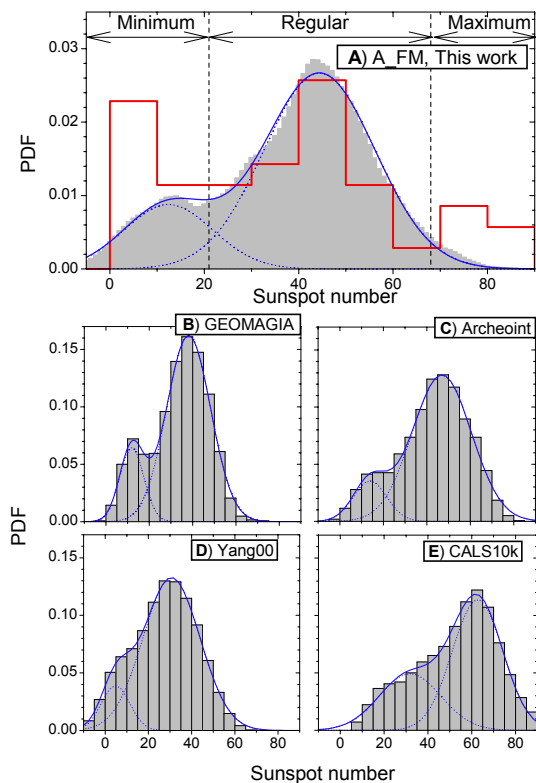 Minimum Regular Maximum
A) A_FM, This work
0.03
0.02
0.01
0.00
PDF
0 20 40 60 80
Sunspot number
B) GEOMAGIA
C) Archeoint
0.15
0.10
0.05
0.00
PDF
D) Yang00
E) CALS10k
0.15
0.10
0.05
0.00
0 20 40 60 80
0 20 40 60 80
Sunspot number